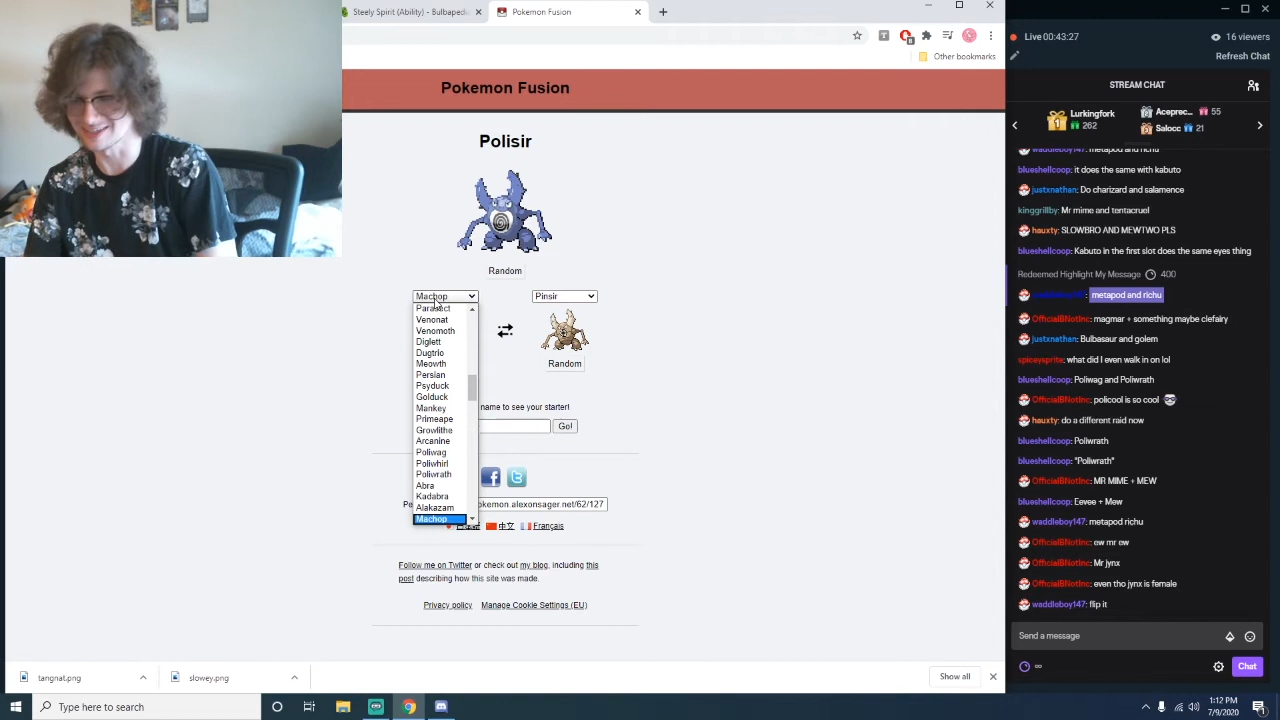 Steely Spirit (Ability) - Bulbaped
Pokemon Fusion
Other bookmarks
Pokemon Fusion
Polisir
Random
Machop
Pinsir
Parasect
Venonat
Venomoth
Diglett
Dugtrio
Meowth
Persian
Psyduck
Golduck
Mankey
Primeape
Growlithe
Arcanine
Poliwag
Poliwhirl
Poliwrath
Abra
Kadabra
Alakazam
Machop
Random
name to see your starter!
Go!
Pe
okemon.alexonsager.net/62/127
中文
Français
Follow me on Twitter or check out my blog, including this
post describing how this site was made.
Privacy policy
Manage Cookie Settings (EU)
Live 00:43:27
16 viewers
Refresh Chat
STREAM CHAT
Lurkingfork
262
Aceprec...
55
Salocc
21
waddleboy147: metapod and richu
blueshellcoop: it does the same with kabuto
justxnathan: Do charizard and salamence
kinggrillby: Mr mime and tentacruel
hauxty: SLOWBRO AND MEWTWO PLS
blueshellcoop: Kabuto in the first slot does the same eyes thing
Redeemed Highlight My Message 400
waddleboy147: metapod and richu
OfficialBNotInc: magmar + something maybe clefairy
justxnathan: Bulbasaur and golem
spiceysprite: what did I even walk in on lol
blueshellcoop: Poliwag and Poliwrath
OfficialBNotInc: policool is so cool
hauxty: do a different raid now
blueshellcoop: Poliwrath
blueshellcoop: "Poliwrath"
OfficialBNotInc: MR MIME + MEW
blueshellcoop: Eevee + Mew
waddleboy147: metapod richu
OfficialBNotInc: ew mr ew
OfficialBNotInc: Mr jynx
OfficialBNotInc: even tho jynx is female
waddleboy147: flip it
Send a message
∞
Chat
tangnat.png
slowey.png
Show all
Type here to search
1:12 PM
7/9/2020